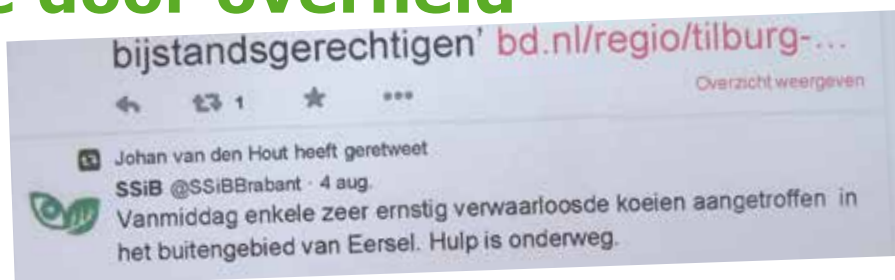 door overheid
bijstandsgerechtigen' bd.nl/regio/tilburg-...
1
Overzicht weergeven
Johan van den Hout heeft geretweet
SSiB @SSiBBrabant · 4 aug.
Vanmiddag enkele zeer ernstig verwaarloosde koeien aangetroffen in
het buitengebied van Eersel. Hulp is onderweg.